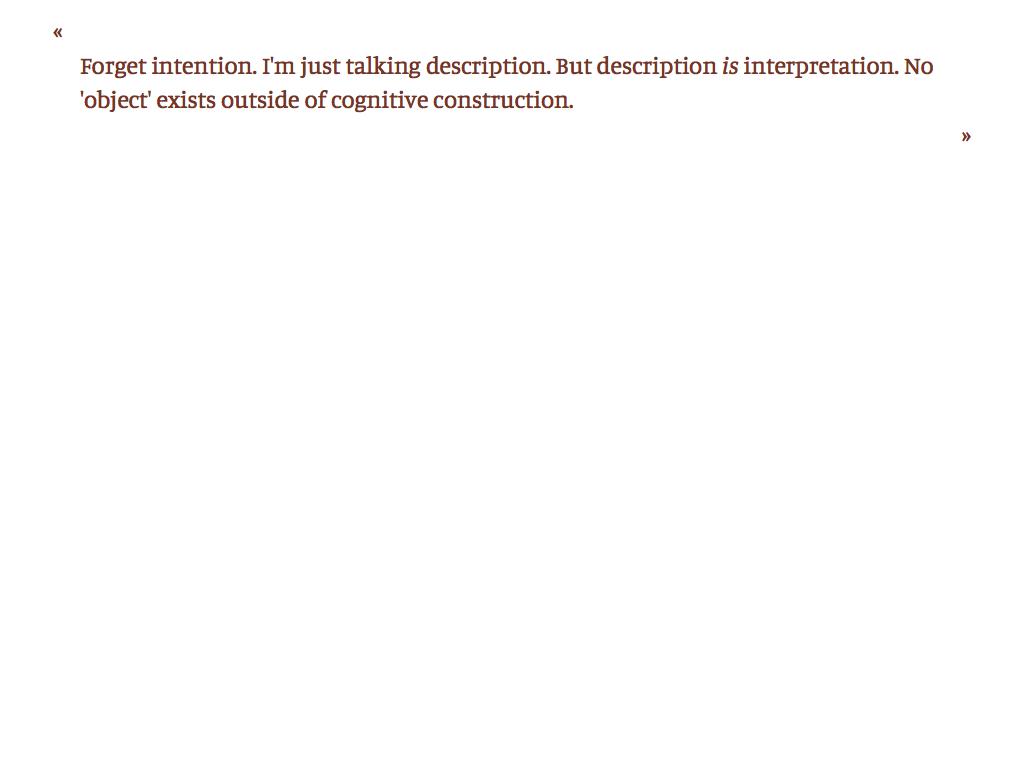 «
Forget intention. I'm just talking description. But description is interpretation. No
'object' exists outside of cognitive construction.
»